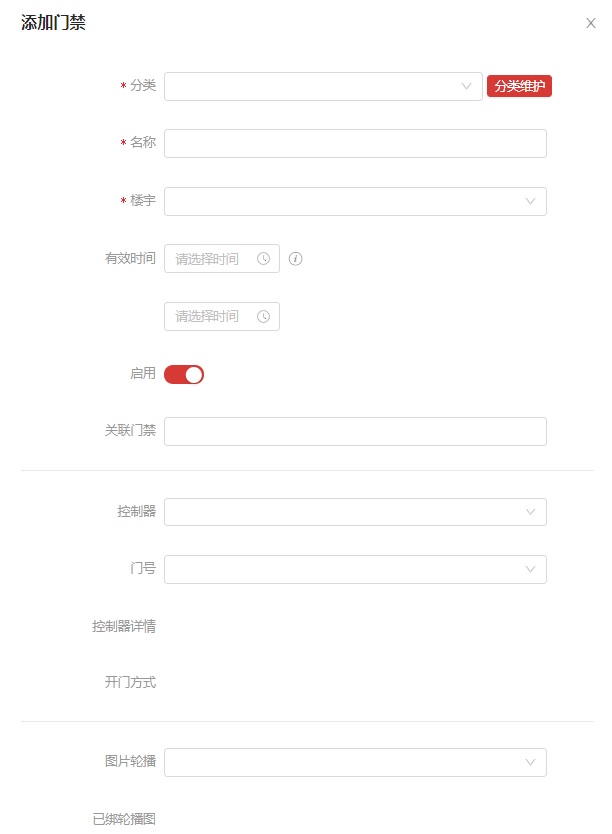 添加门禁
* 分类 分类维护
* 名称
* 楼宇
有效时间 请选择时间
请选择时间
启用
关联门禁
控制器
门号
控制器详情
开门方式
图片轮播
已绑轮播图